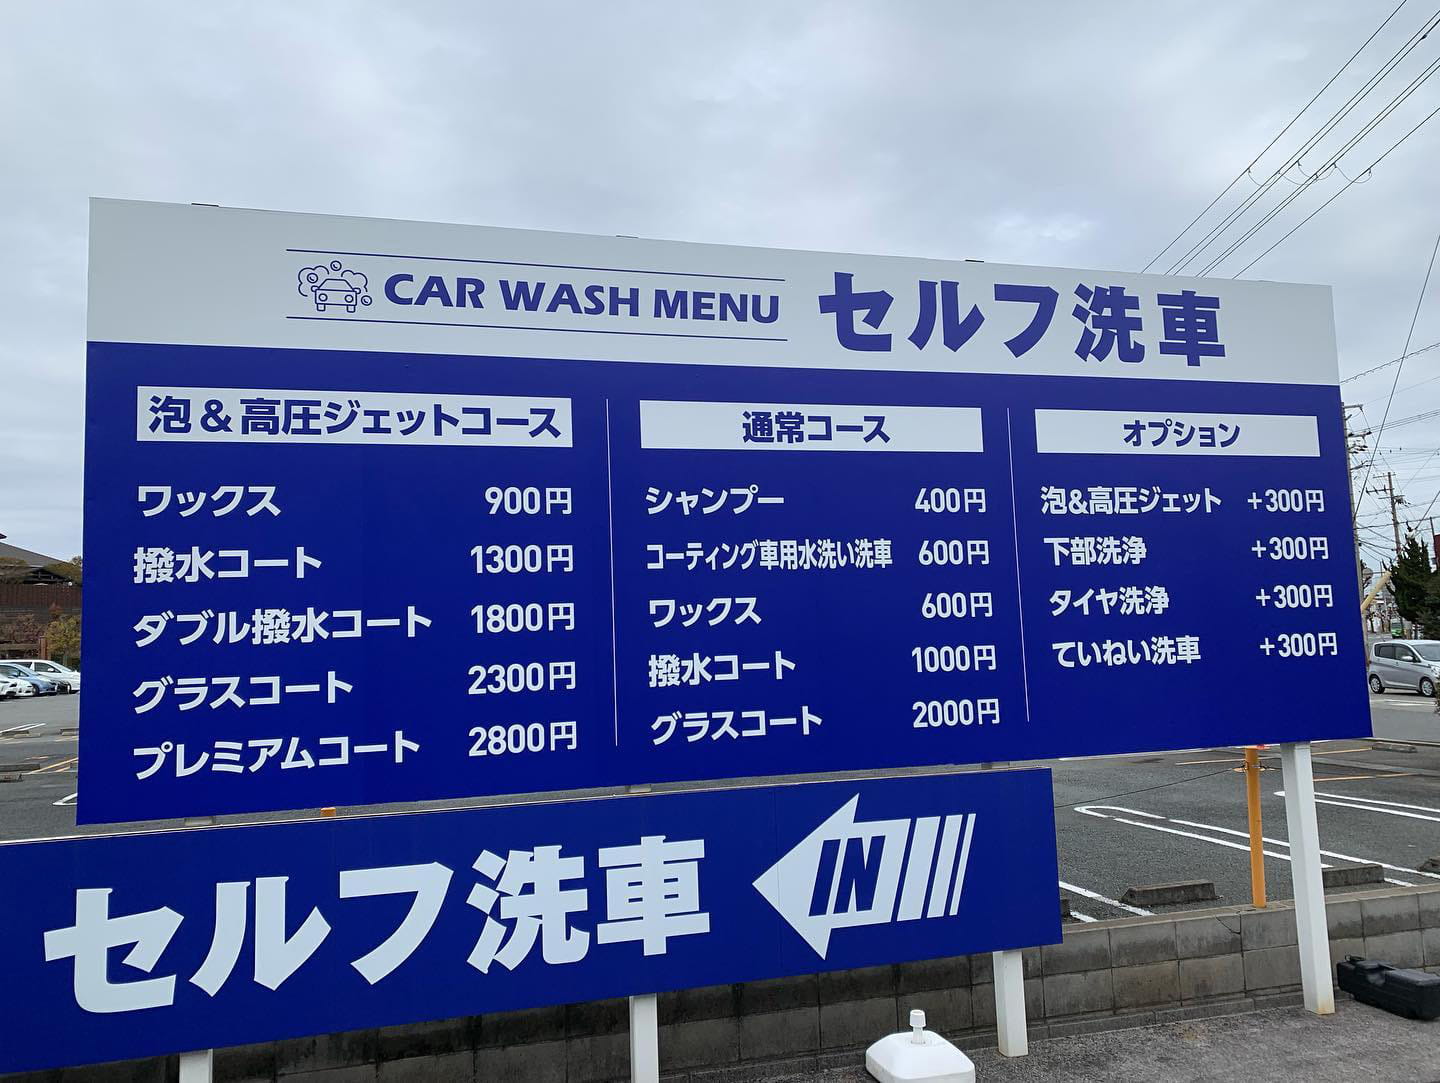 CAR WASH MENU セルフ洗車
泡&高圧ジェットコース
ワックス 900円
撥水コート 1300円
ダブル撥水コート 1800円
グラスコート 2300円
プレミアムコート 2800円
通常コース
シャンプー 400円
コーティング車用水洗い洗車 600円
ワックス 600円
撥水コート 1000円
グラスコート 2000円
オプション
泡&高圧ジェット +300円
下部洗浄 +300円
タイヤ洗浄 +300円
ていねい洗車 +300円
セルフ洗車 IN